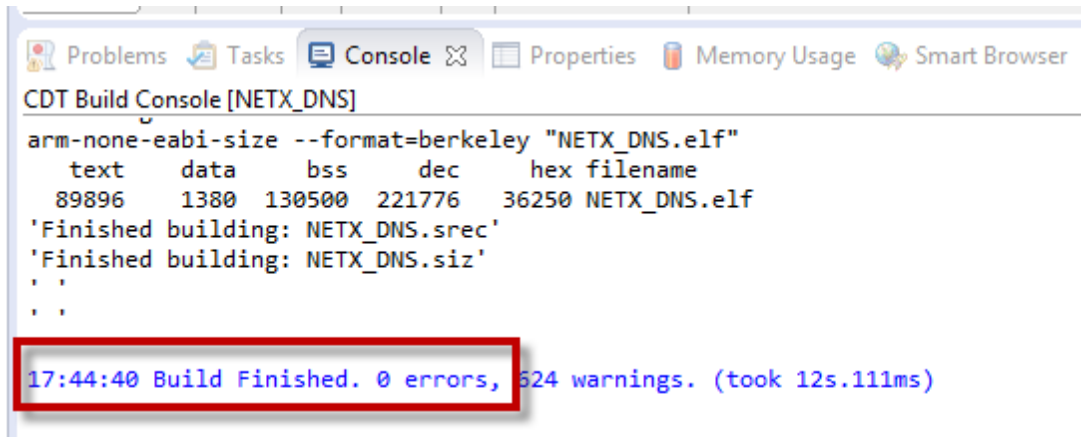 Problems Tasks Console Properties Memory Usage Smart Browser
CDT Build Console [NETX_DNS]
arm-none-eabi-size --format=berkeley "NETX_DNS.elf"
   text    data     bss     dec     hex filename
  89896    1380  130500  221776   36250 NETX_DNS.elf
'Finished building: NETX_DNS.srec'
'Finished building: NETX_DNS.siz'
' '
' '
17:44:40 Build Finished. 0 errors, 624 warnings. (took 12s.111ms)